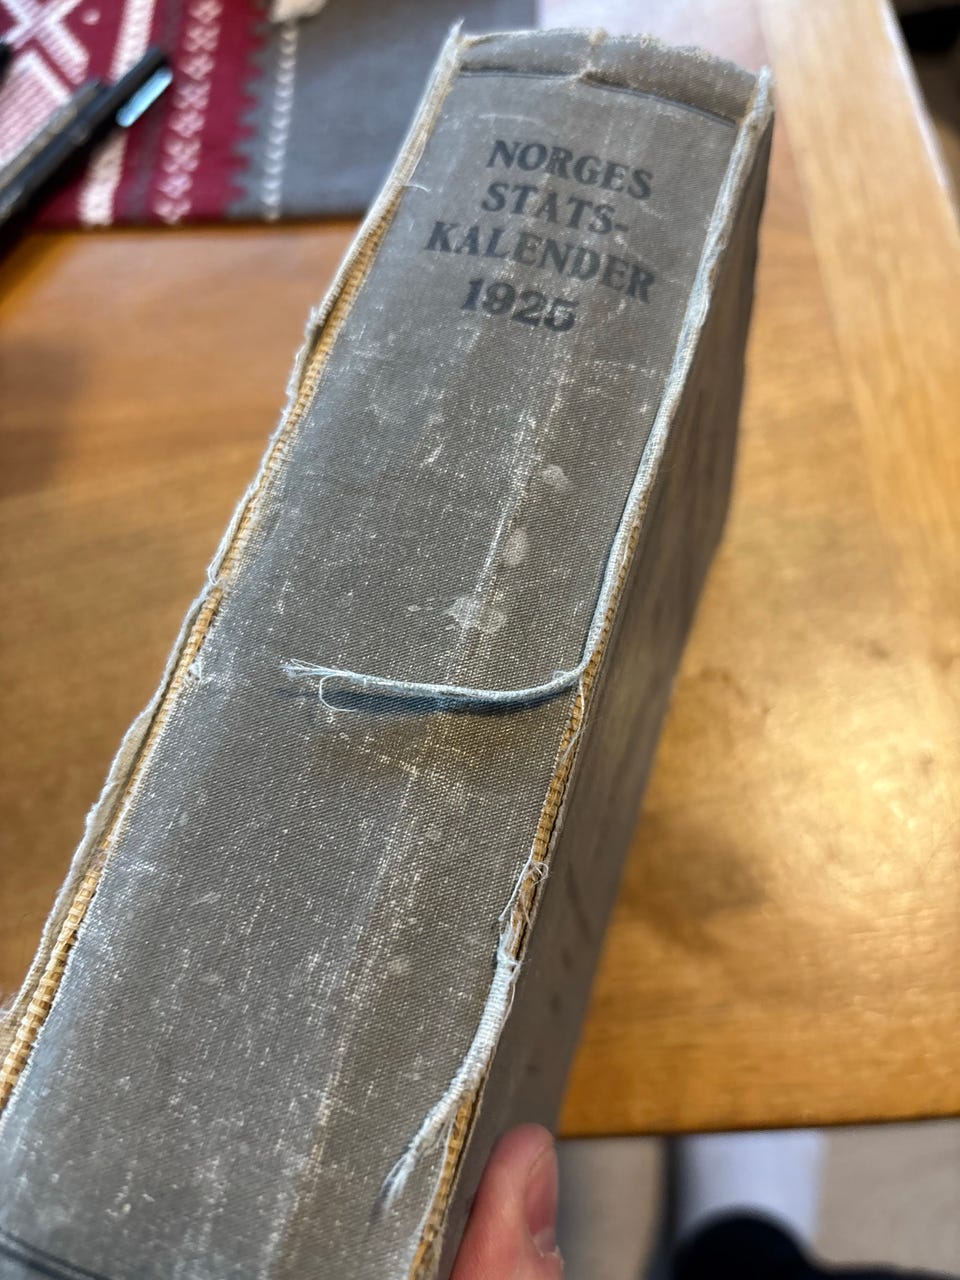 NORGES
STATS-
KALENDER
1925